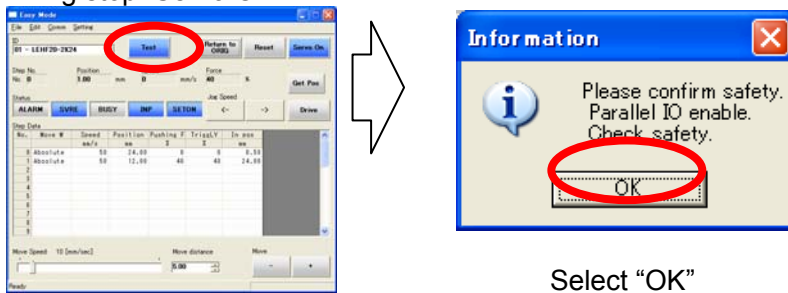 Easy Mode
File Edit Comm Setting
ID
01 - LEHF20-2K24
Test
Return to ORIG
Reset
Servo On
Step No. Position Force
No. 0 3.00 mm 0 mm/s 40 %
Get Pos
Status
Jog Speed
ALARM SVRE BUSY INP SETON <- -> Drive
Step Data
No. Move M Speed Position Pushing F TriggLV In pos
mm/s mm % % mm
0 Absolute 50 24.00 0 0 0.50
1 Absolute 50 12.00 40 40 24.00
2
3
4
5
6
7
8
9
Move Speed 10 [mm/sec] Move distance Move
5.00 - +
Ready
Information
Please confirm safety.
Parallel IO enable.
Check safety.
OK
Select “OK”